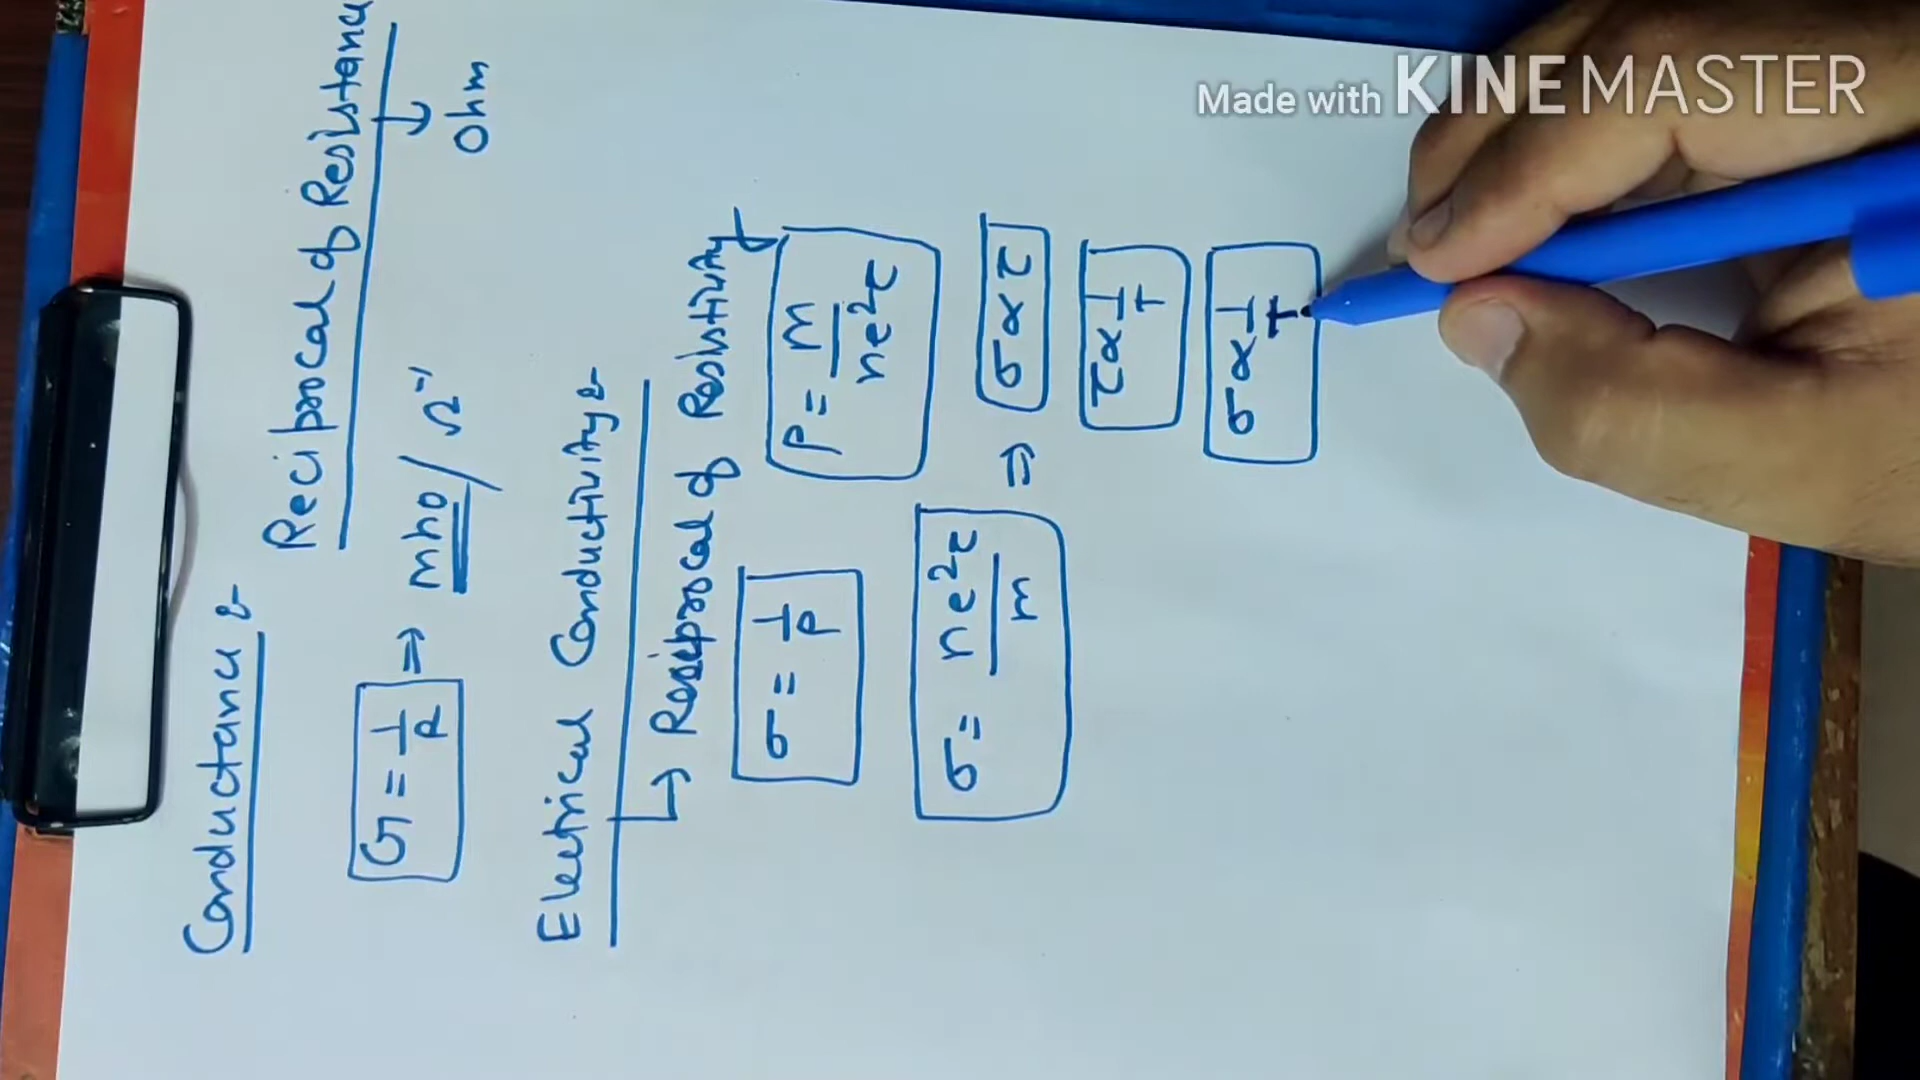 Made with KINEMASTER
Conductance :-
Reciprocal of Resistance
G = 1/R ⇒ mho / Ω⁻¹
↓
Ohm
Electrical Conductivity :-
↳ Reciprocal of Resistivity
σ = 1/ρ
ρ = m/ne²τ
σ = ne²τ/m ⇒ σ ∝ τ
τ ∝ 1/T
σ ∝ 1/T